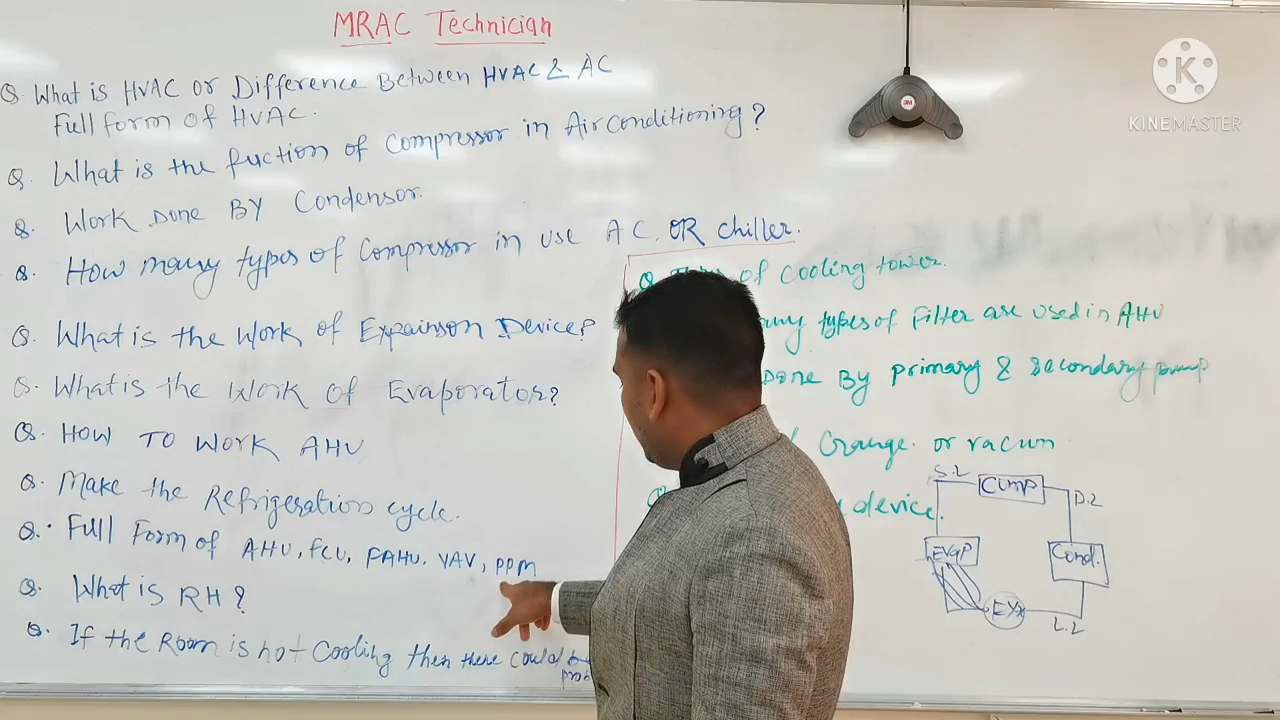 MRAC Technician
Q. What is HVAC or Difference Between HVAC & AC
Full form of HVAC.
Q. What is the fuction of compressor in Airconditioning?
Q. Work Done By Condensor.
Q. How many types of Compressor in use AC. OR chiller.
Q. What is the work of Expainson Device?
Q. What is the work of Evaporator?
Q. How To Work AHU
Q. Make the Refrigeration cycle.
Q. Full Form of AHU, FCU, FAHU. VAV, PPM
Q. What is RH?
Q. If the Room is not Cooling then there could be
Q. of Cooling tower.
types of Filter are used in AHU
Done By primary & secondary pump
or vacum
device.
S.L
Comp
D.L
Evap
Cond.
Ex
L.L
3M
K
KINEMASTER